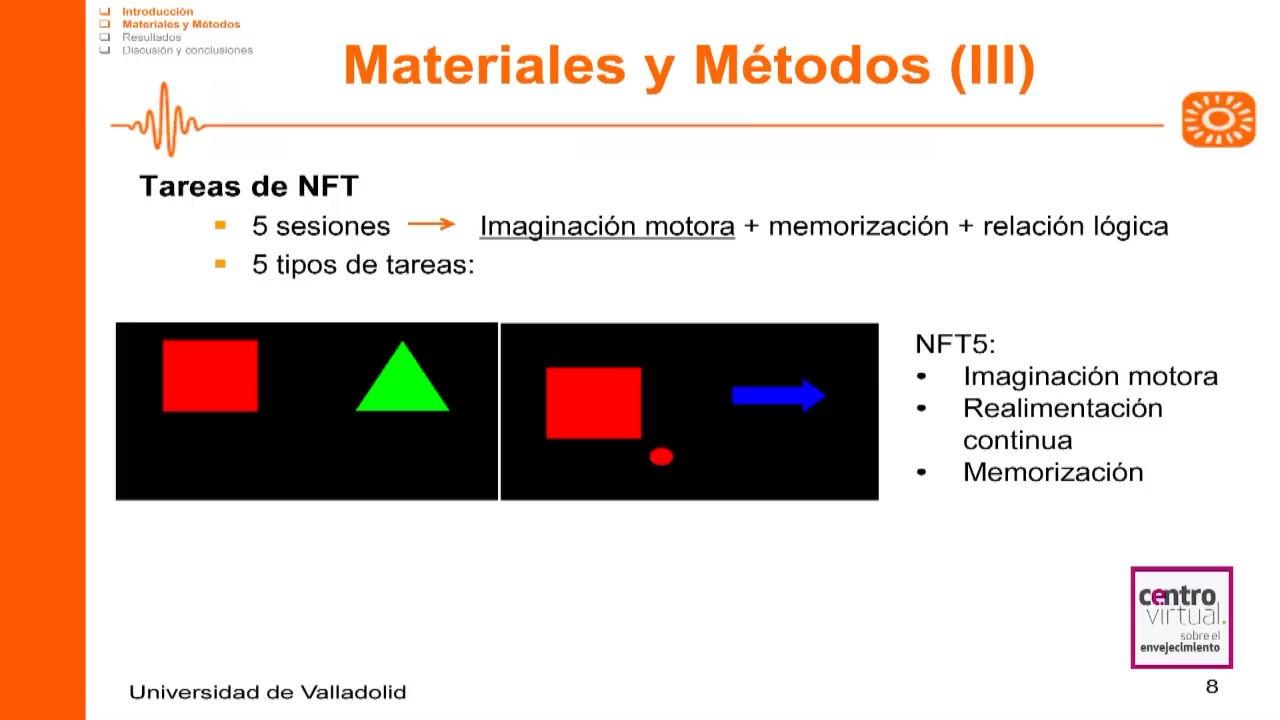 Introducción
Materiales y Métodos
Resultados
Discusión y conclusiones
Materiales y Métodos (III)
Tareas de NFT
5 sesiones
Imaginación motora + memorización + relación lógica
5 tipos de tareas:
NFT5:
• Imaginación motora
• Realimentación
continua
• Memorización
centro
virtual.
sobre el
envejecimiento
Universidad de Valladolid
8